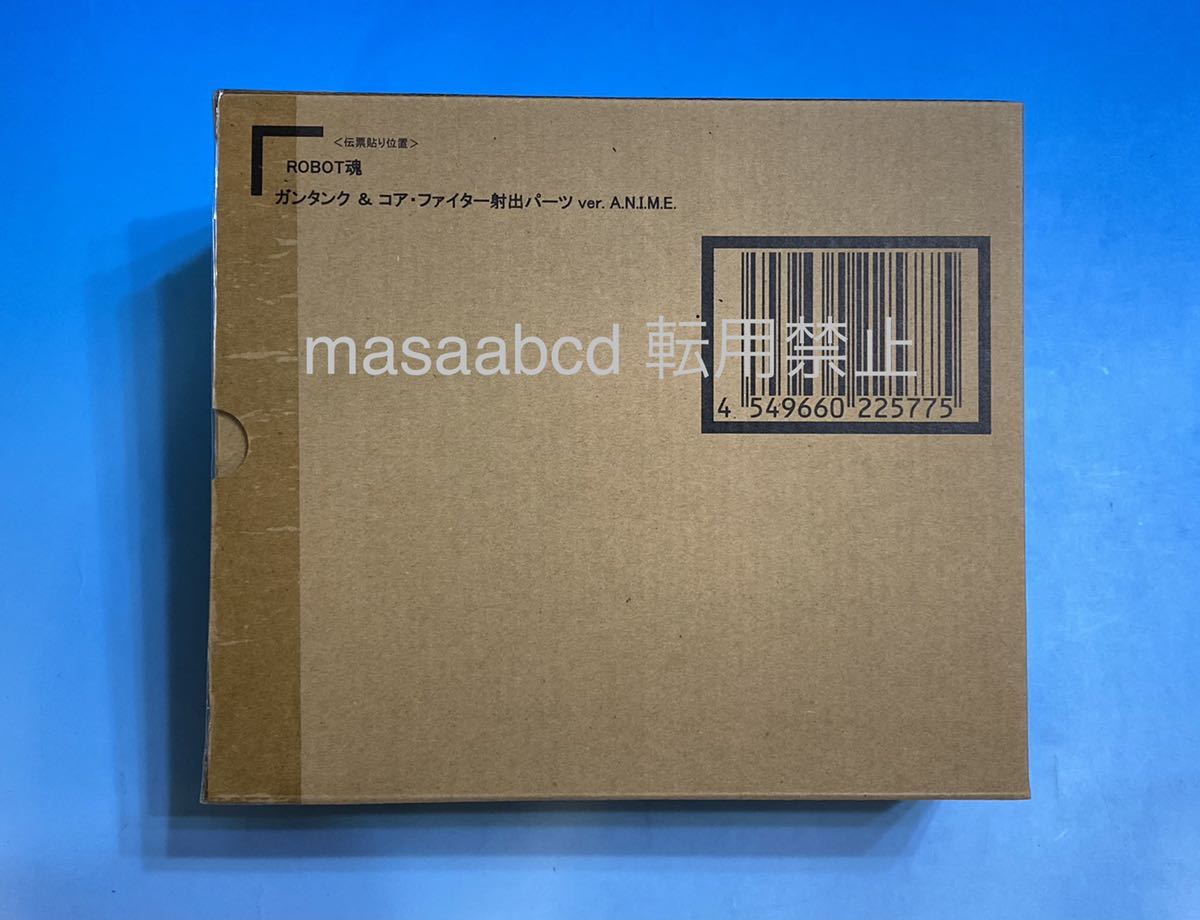 <伝票貼り位置>
ROBOT魂
ガンタンク & コア・ファイター射出パーツ ver. A.N.I.M.E.
masaabcd 転用禁止
4 549660 225775